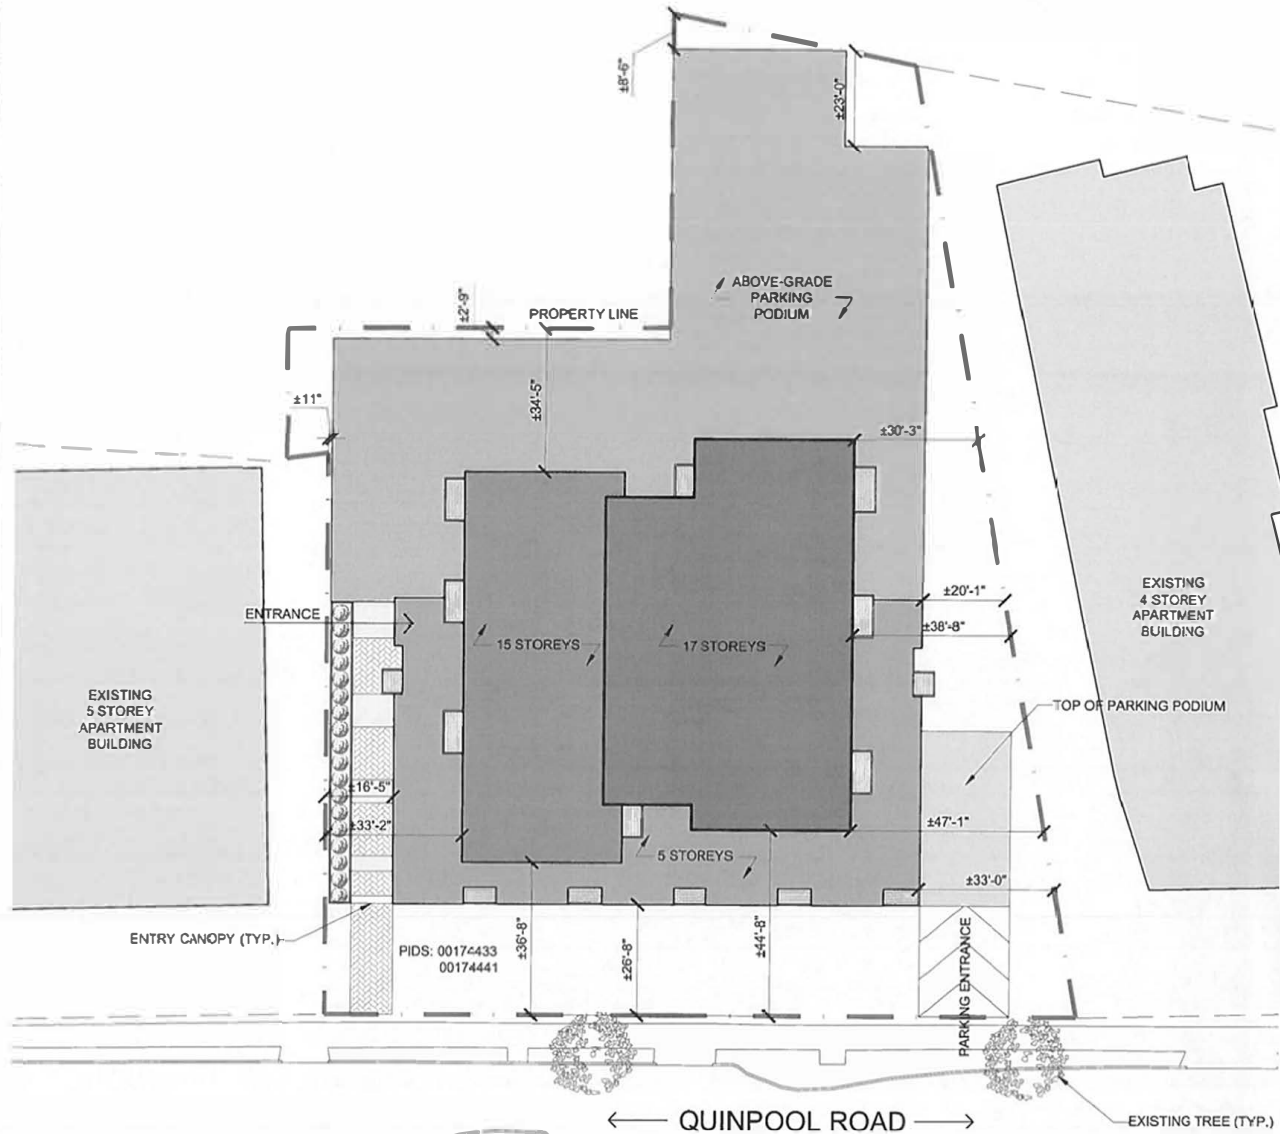 ±8'-6"
±23'-0"
ABOVE-GRADE
PARKING
PODIUM
±2'-9"
PROPERTY LINE
±34'-5"
±11"
±30'-3"
ENTRANCE
±20'-1"
±38'-8"
15 STOREYS
17 STOREYS
EXISTING
4 STOREY
APARTMENT
BUILDING
EXISTING
5 STOREY
APARTMENT
BUILDING
TOP OF PARKING PODIUM
±16'-5"
±33'-2"
±47'-1"
5 STOREYS
±33'-0"
ENTRY CANOPY (TYP.)
PIDS: 00174433
00174441
±36'-8"
±26'-8"
±44'-8"
PARKING ENTRANCE
QUINPOOL ROAD
EXISTING TREE (TYP.)